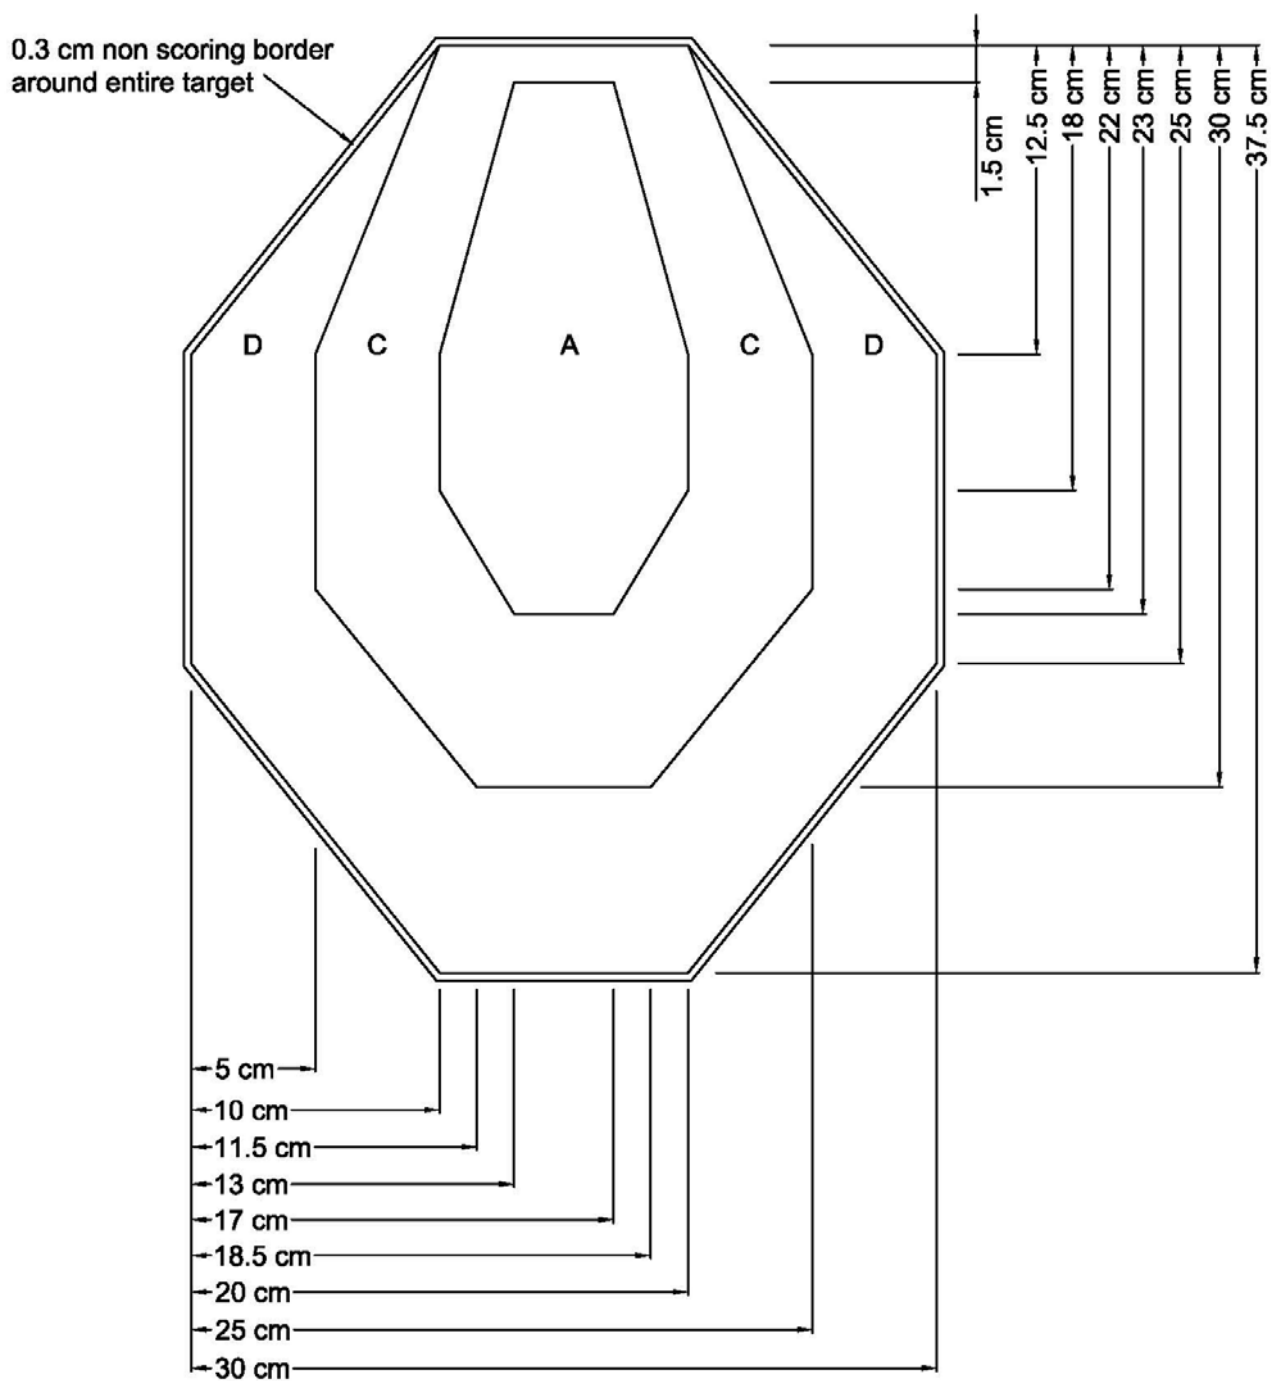 0.3 cm non scoring border
around entire target
1.5 cm
12.5 cm
18 cm
22 cm
23 cm
25 cm
30 cm
37.5 cm
D
C
A
C
D
5 cm
10 cm
11.5 cm
13 cm
17 cm
18.5 cm
20 cm
25 cm
30 cm